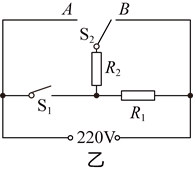 A B
S₂
R₂
S₁ R₁
220V
乙